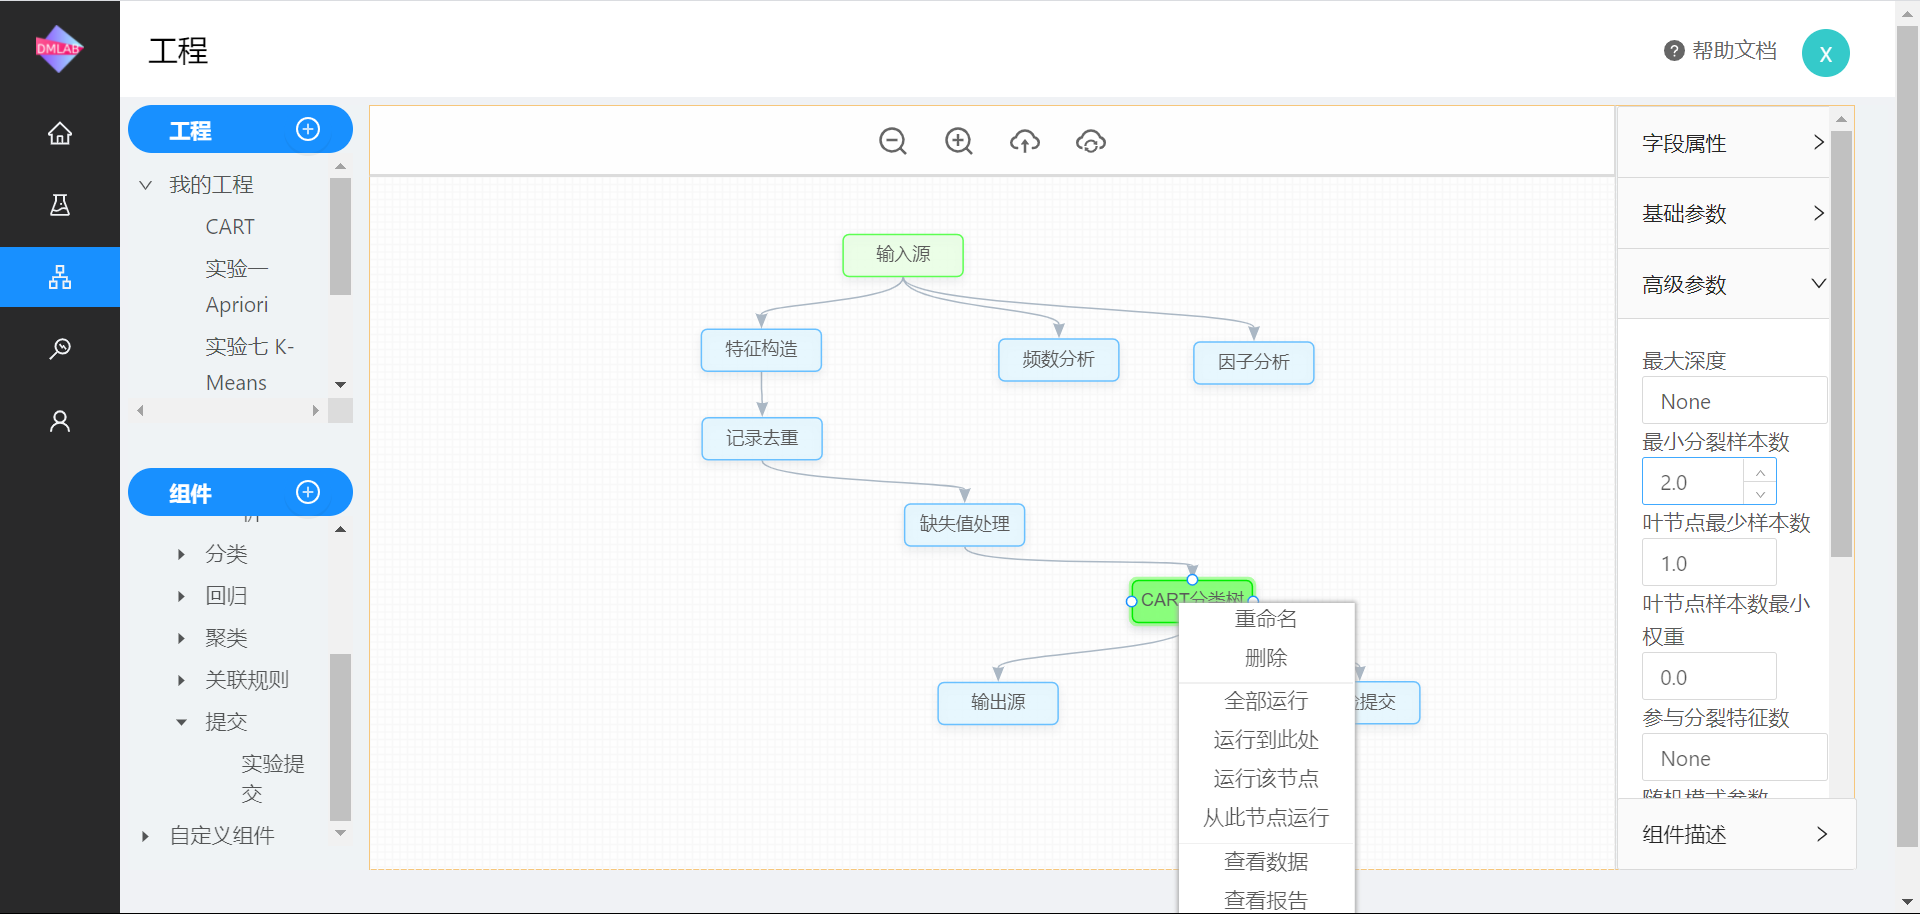 DMLAB
工程
帮助文档
X
工程
我的工程
CART
实验一
Apriori
实验七 K-
Means
组件
分类
回归
聚类
关联规则
提交
实验提
交
自定义组件
输入源
特征构造
频数分析
因子分析
记录去重
缺失值处理
CART分类树
输出源
提交
重命名
删除
全部运行
运行到此处
运行该节点
从此节点运行
查看数据
查看报告
字段属性
基础参数
高级参数
最大深度
None
最小分裂样本数
2.0
叶节点最少样本数
1.0
叶节点样本数最小
权重
0.0
参与分裂特征数
None
随机模式参数
组件描述